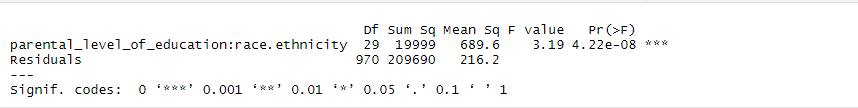 Df Sum Sq Mean Sq F value Pr(>F)
parental_level_of_education:race.ethnicity 29 19999 689.6 3.19 4.22e-08 ***
Residuals 970 209690 216.2
---
Signif. codes: 0 ‘***’ 0.001 ‘**’ 0.01 ‘*’ 0.05 ‘.’ 0.1 ‘ ’ 1